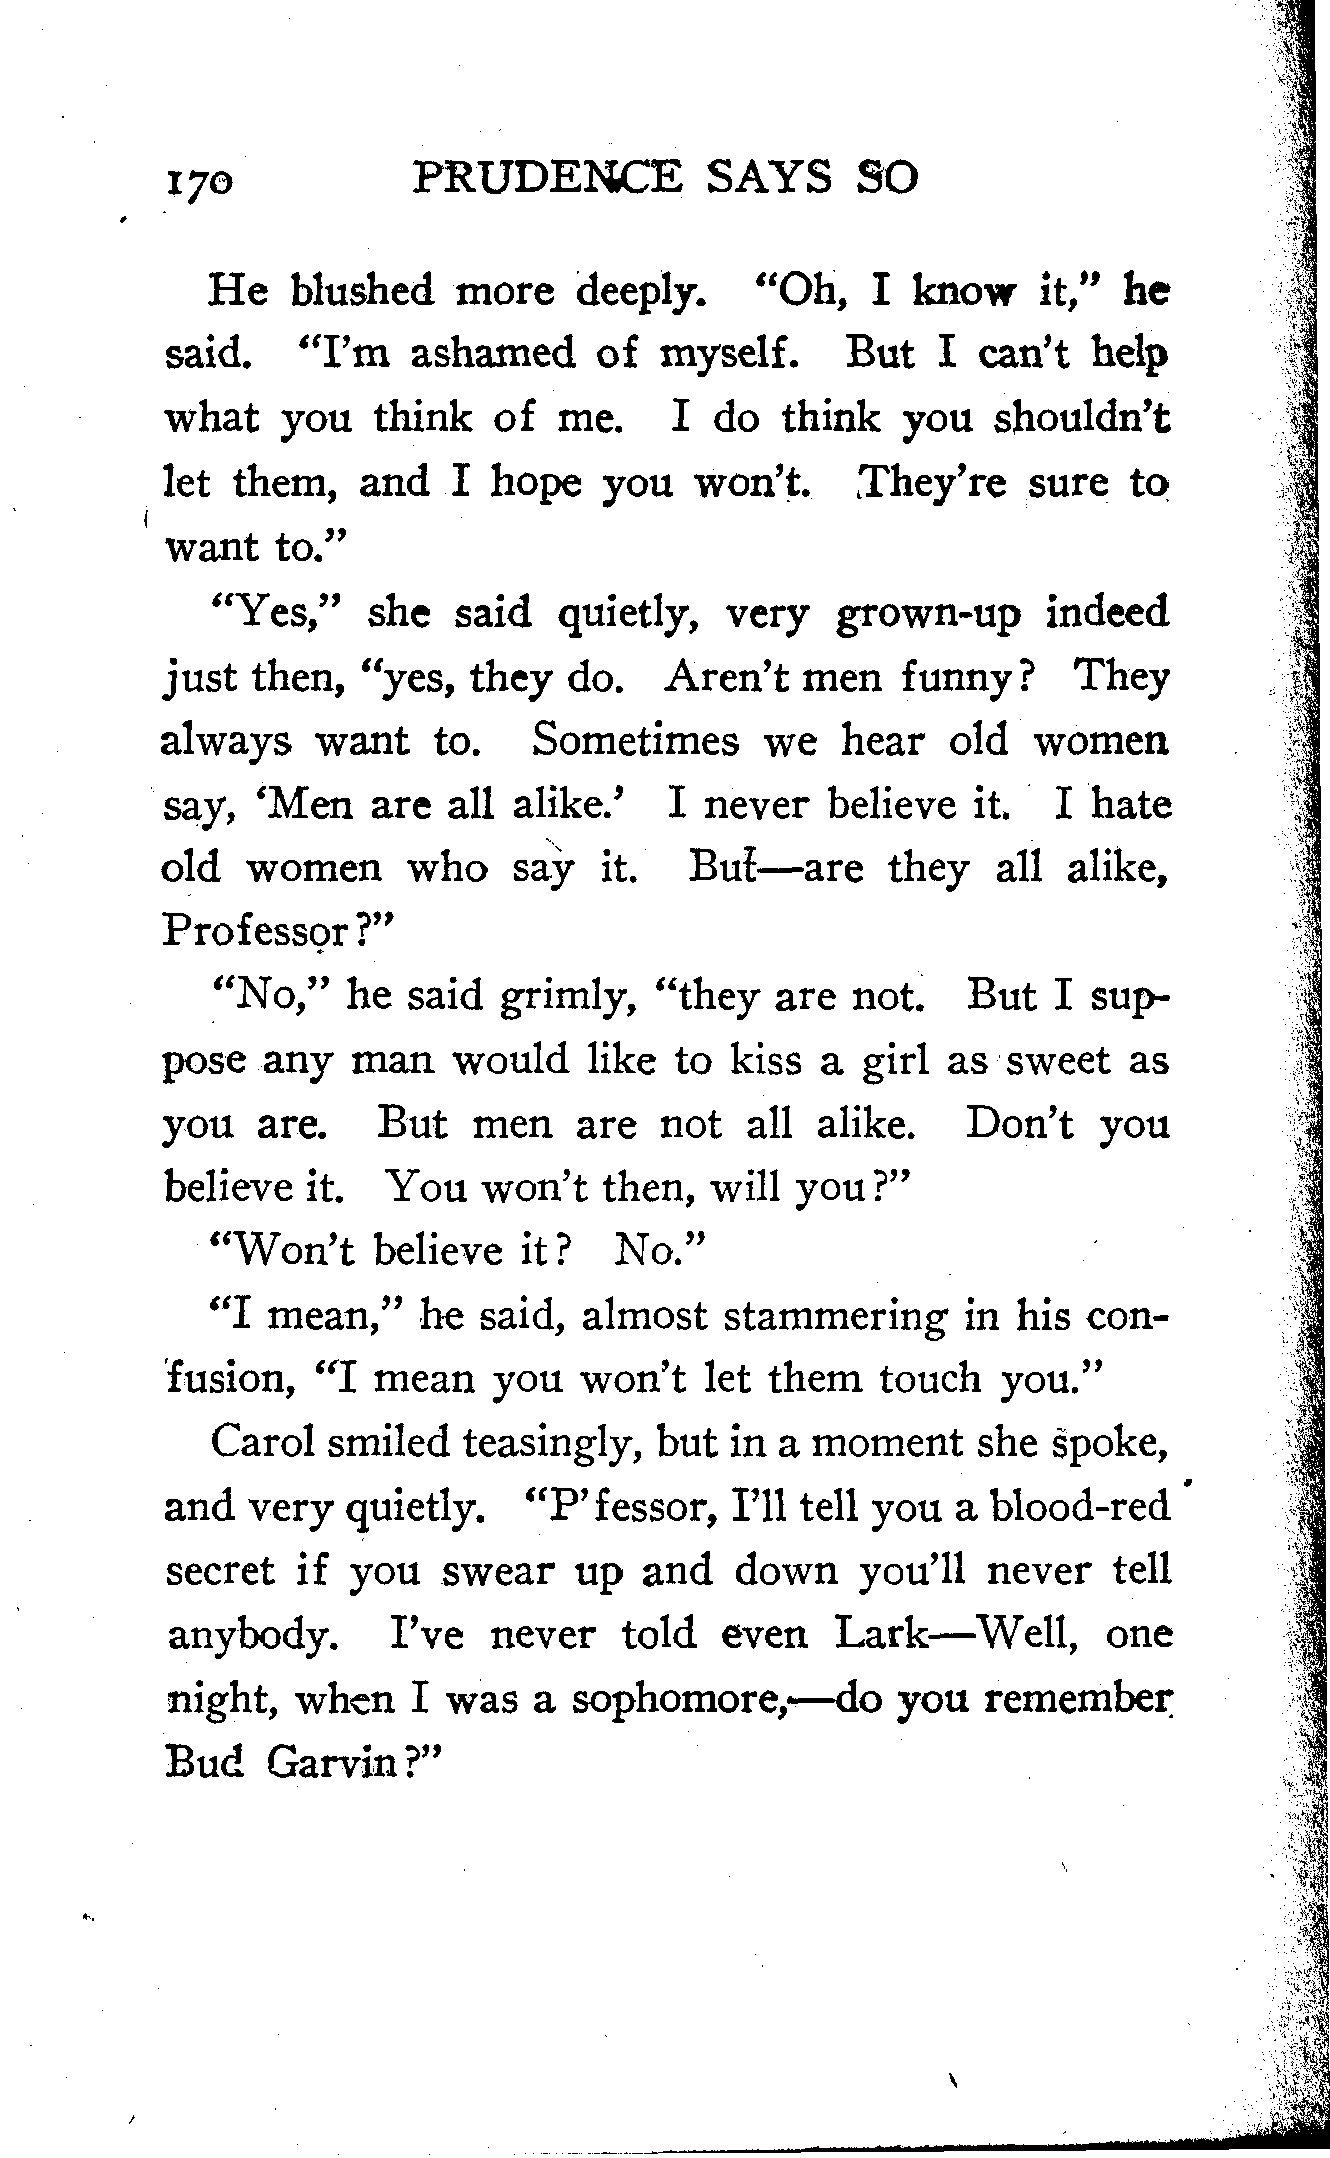 170 PRUDENCE SAYS SO
He blushed more deeply. “Oh, I know it,” he
said. “I’m ashamed of myself. But I can’t help
what you think of me. I do think you shouldn’t
let them, and I hope you won’t. They’re sure to
want to.”
“Yes,” she said quietly, very grown-up indeed
just then, “yes, they do. Aren’t men funny? They
always want to. Sometimes we hear old women
say, ‘Men are all alike.’ I never believe it. I hate
old women who say it. But—are they all alike,
Professor?”
“No,” he said grimly, “they are not. But I sup-
pose any man would like to kiss a girl as sweet as
you are. But men are not all alike. Don’t you
believe it. You won’t then, will you?”
“Won’t believe it? No.”
“I mean,” he said, almost stammering in his con-
fusion, “I mean you won’t let them touch you.”
Carol smiled teasingly, but in a moment she spoke,
and very quietly. “P’fessor, I’ll tell you a blood-red
secret if you swear up and down you’ll never tell
anybody. I’ve never told even Lark—Well, one
night, when I was a sophomore,—do you remember
Bud Garvin?”